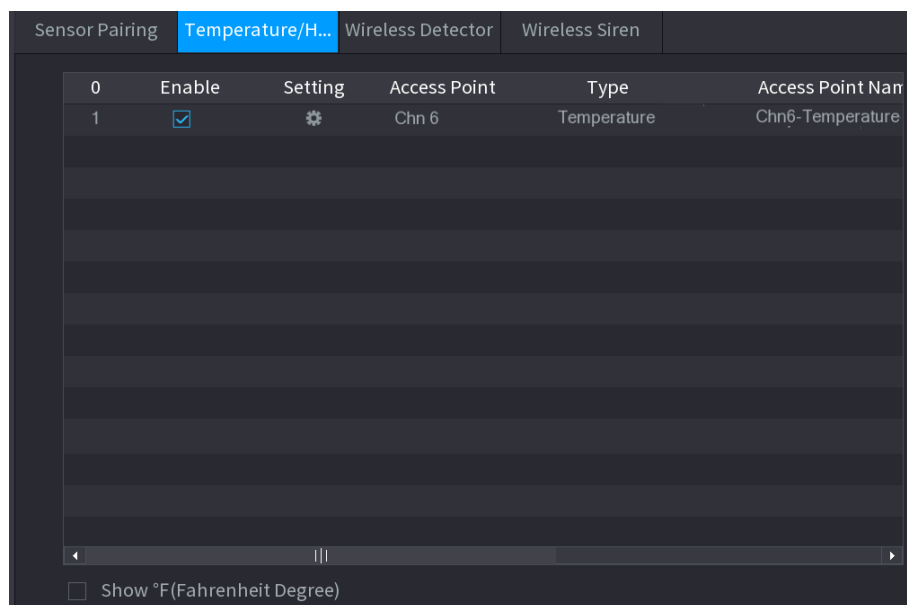 Sensor Pairing Temperature/H... Wireless Detector Wireless Siren
0 Enable Setting Access Point Type Access Point Nam
1 Chn 6 Temperature Chn6-Temperature
Show °F(Fahrenheit Degree)